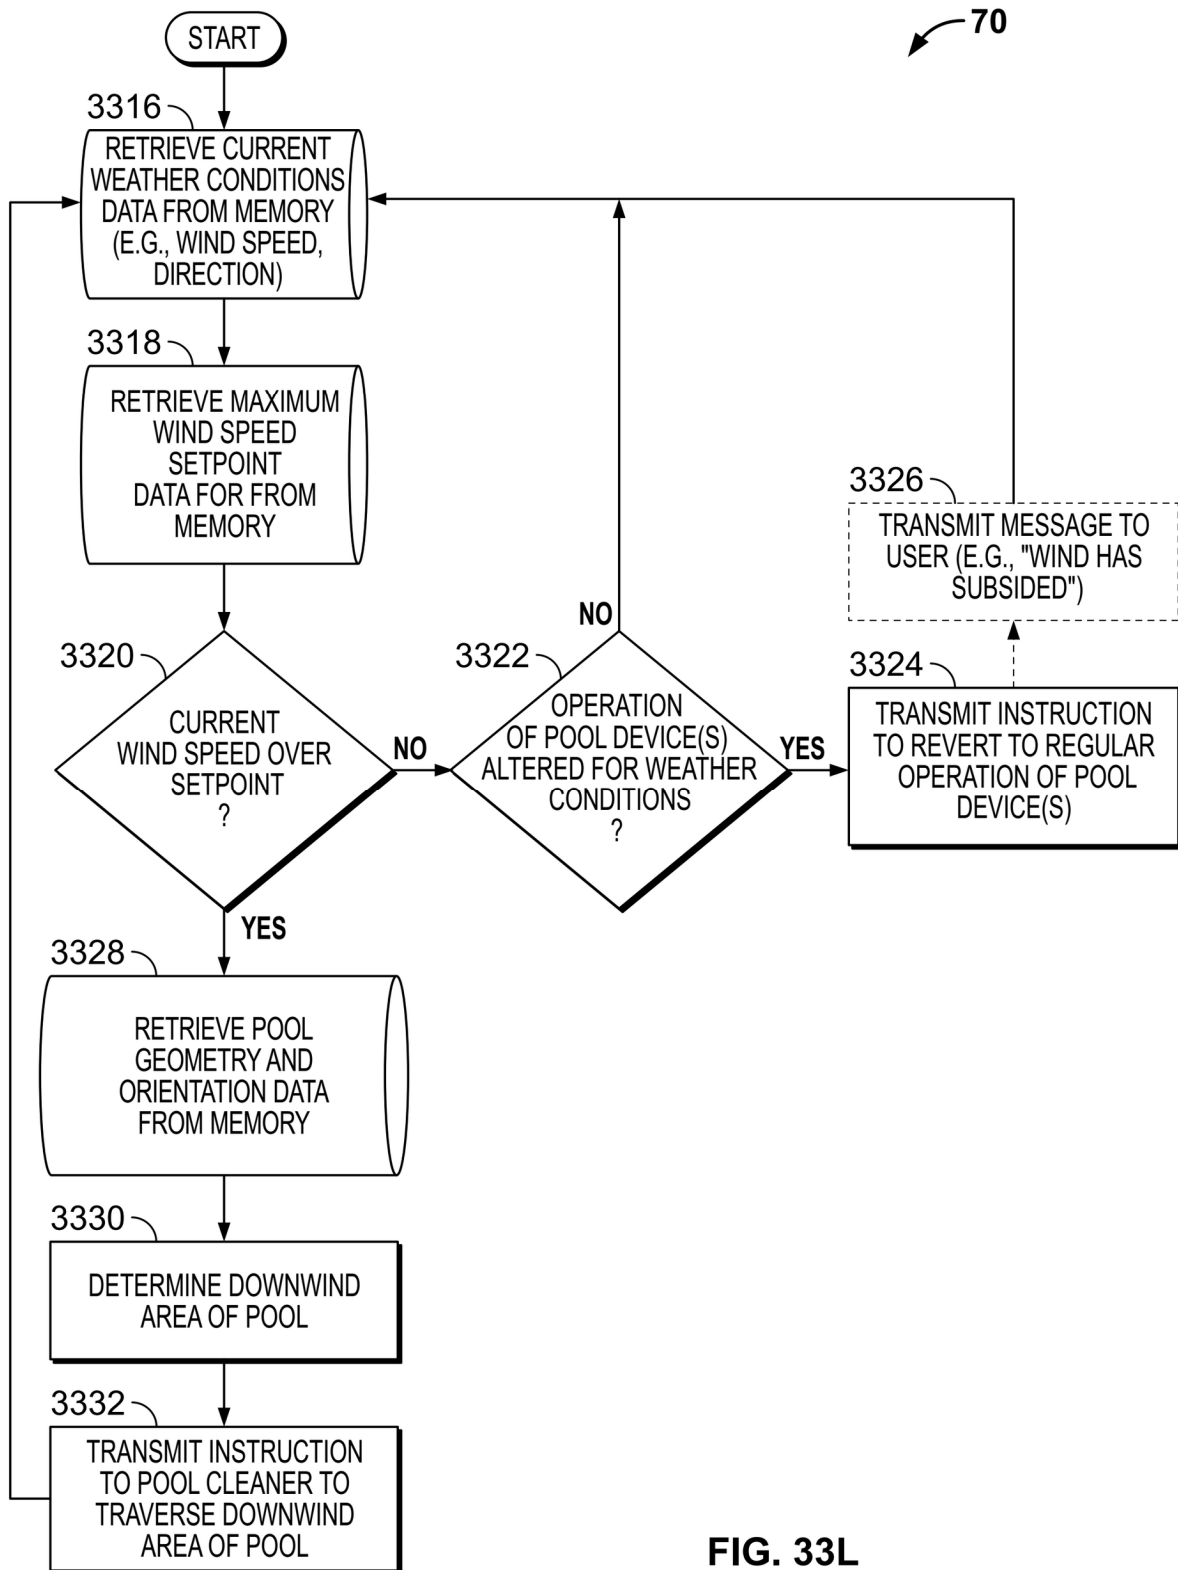 START
70
3316
RETRIEVE CURRENT
WEATHER CONDITIONS
DATA FROM MEMORY
(E.G., WIND SPEED,
DIRECTION)
3318
RETRIEVE MAXIMUM
WIND SPEED
SETPOINT
DATA FOR FROM
MEMORY
3320
CURRENT
WIND SPEED OVER
SETPOINT
?
NO
YES
3322
OPERATION
OF POOL DEVICE(S)
ALTERED FOR WEATHER
CONDITIONS
?
NO
YES
3326
TRANSMIT MESSAGE TO
USER (E.G., "WIND HAS
SUBSIDED")
3324
TRANSMIT INSTRUCTION
TO REVERT TO REGULAR
OPERATION OF POOL
DEVICE(S)
3328
RETRIEVE POOL
GEOMETRY AND
ORIENTATION DATA
FROM MEMORY
3330
DETERMINE DOWNWIND
AREA OF POOL
3332
TRANSMIT INSTRUCTION
TO POOL CLEANER TO
TRAVERSE DOWNWIND
AREA OF POOL
FIG. 33L